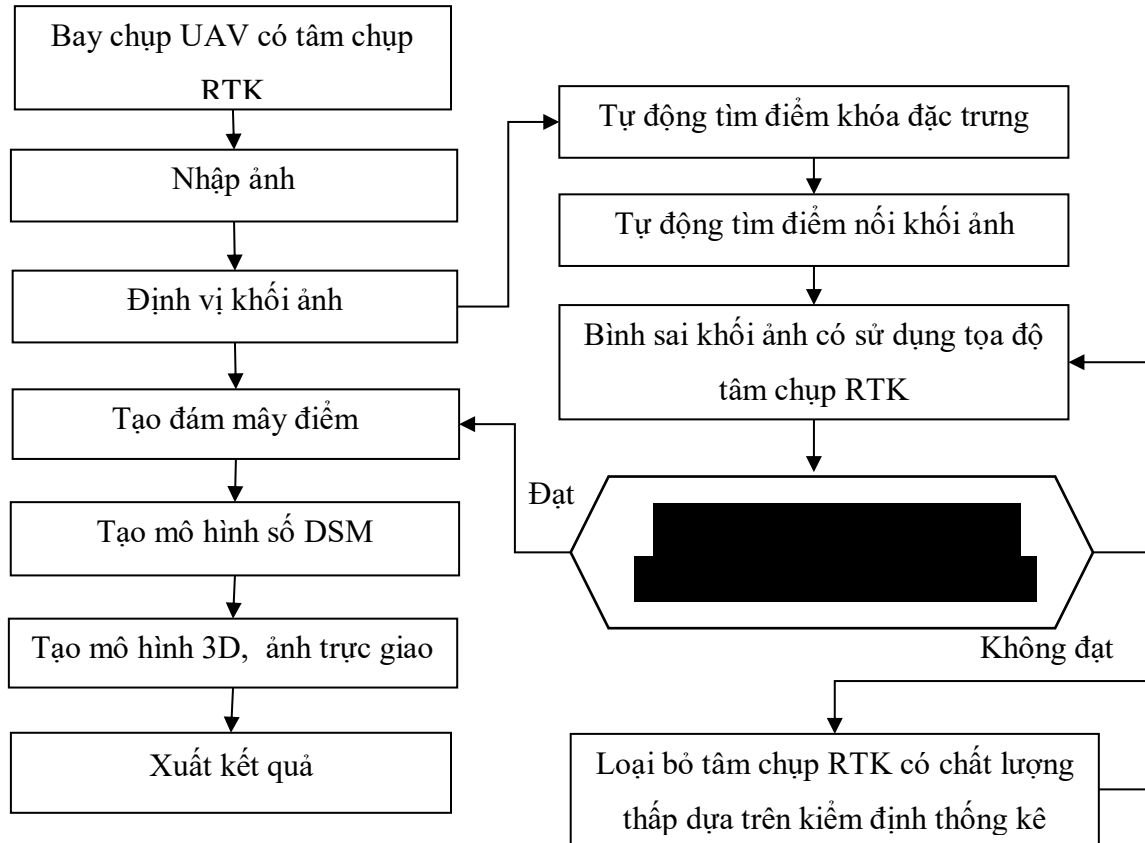 Bay chụp UAV có tâm chụp
RTK
Nhập ảnh
Định vị khối ảnh
Tạo đám mây điểm
Tạo mô hình số DSM
Tạo mô hình 3D, ảnh trực giao
Xuất kết quả
Tự động tìm điểm khóa đặc trưng
Tự động tìm điểm nối khối ảnh
Bình sai khối ảnh có sử dụng tọa độ
tâm chụp RTK
Đạt
Không đạt
Loại bỏ tâm chụp RTK có chất lượng
thấp dựa trên kiểm định thống kê